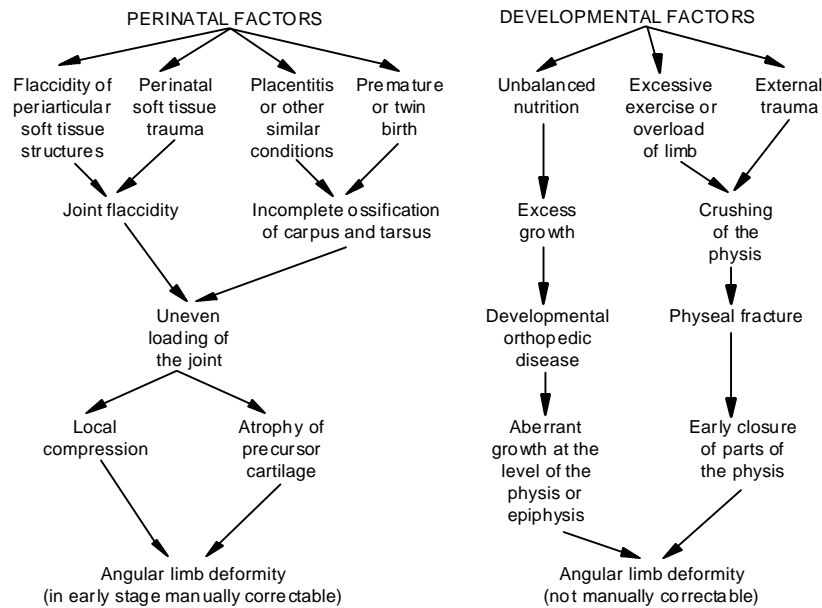 PERINATAL FACTORS
Flaccidity of
periarticular
soft tissue
structures
Perinatal
soft tissue
trauma
Placentitis
or other
similar
conditions
Premature
or twin
birth
Joint flaccidity
Incomplete ossification
of carpus and tarsus
Uneven
loading of
the joint
Local
compression
Atrophy of
precursor
cartilage
Angular limb deformity
(in early stage manually correctable)
DEVELOPMENTAL FACTORS
Unbalanced
nutrition
Excessive
exercise or
overload
of limb
External
trauma
Excess
growth
Crushing
of the
physis
Developmental
orthopedic
disease
Physeal fracture
Aberrant
growth at the
level of the
physis or
epiphysis
Early closure
of parts of
the physis
Angular limb deformity
(not manually correctable)